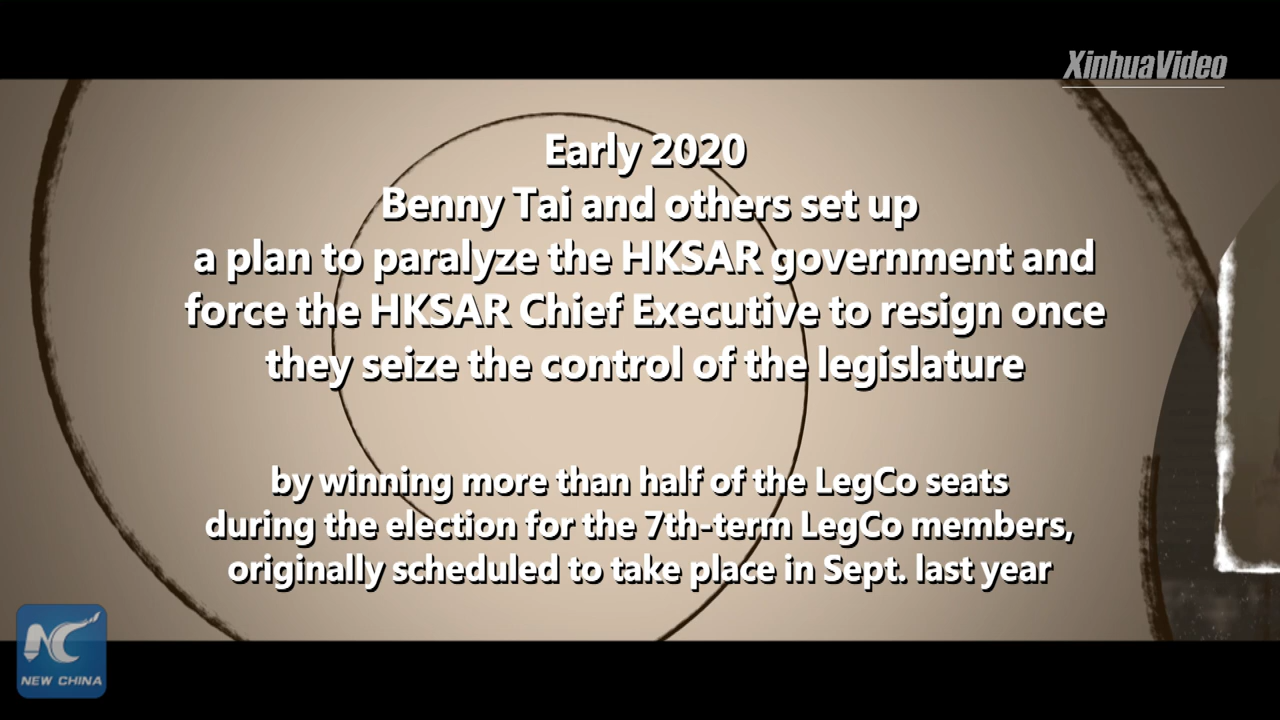 XinhuaVideo
Early 2020
Benny Tai and others set up
a plan to paralyze the HKSAR government and
force the HKSAR Chief Executive to resign once
they seize the control of the legislature
by winning more than half of the LegCo seats
during the election for the 7th-term LegCo members,
originally scheduled to take place in Sept. last year
NC
NEW CHINA